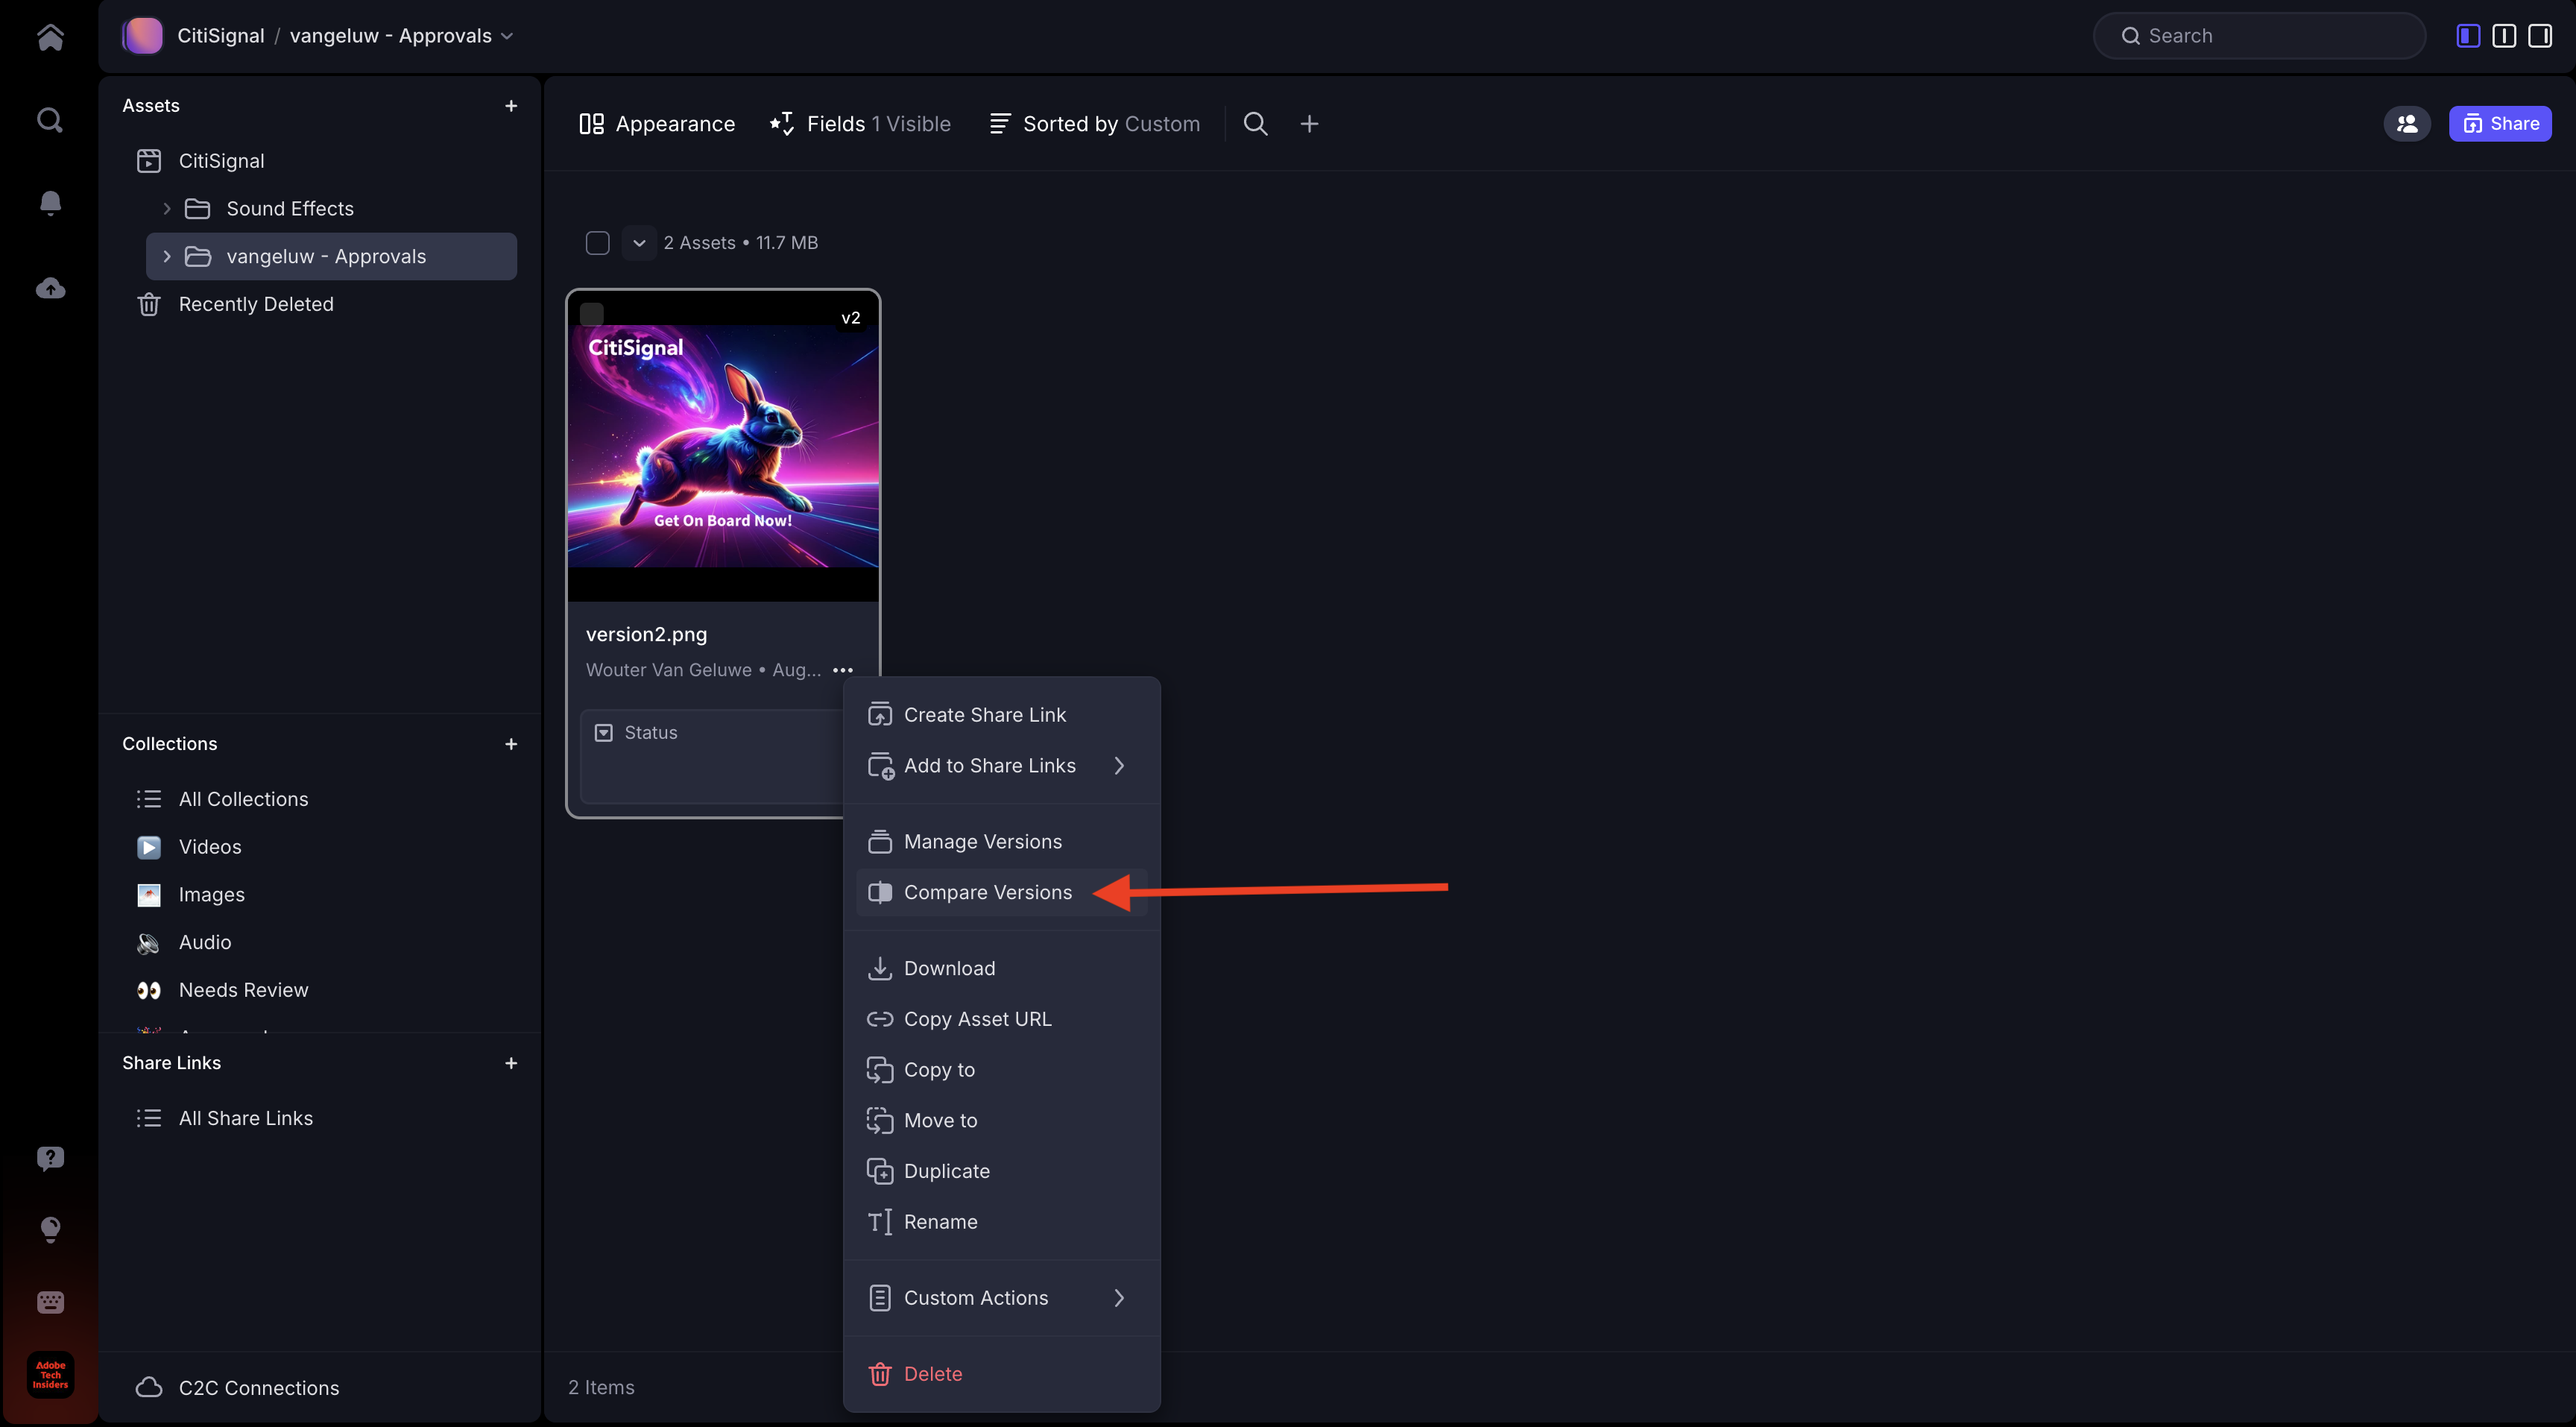 CitiSignal / vangeluw - Approvals
Search
Assets
CitiSignal
Sound Effects
vangeluw - Approvals
Recently Deleted
Collections
All Collections
Videos
Images
Audio
Needs Review
Share Links
All Share Links
C2C Connections
Adobe
Tech
Insiders
Appearance
Fields 1 Visible
Sorted by Custom
Share
2 Assets • 11.7 MB
v2
CitiSignal
Get On Board Now!
version2.png
Wouter Van Geluwe • Aug...
Status
Create Share Link
Add to Share Links
Manage Versions
Compare Versions
Download
Copy Asset URL
Copy to
Move to
Duplicate
Rename
Custom Actions
Delete
2 Items